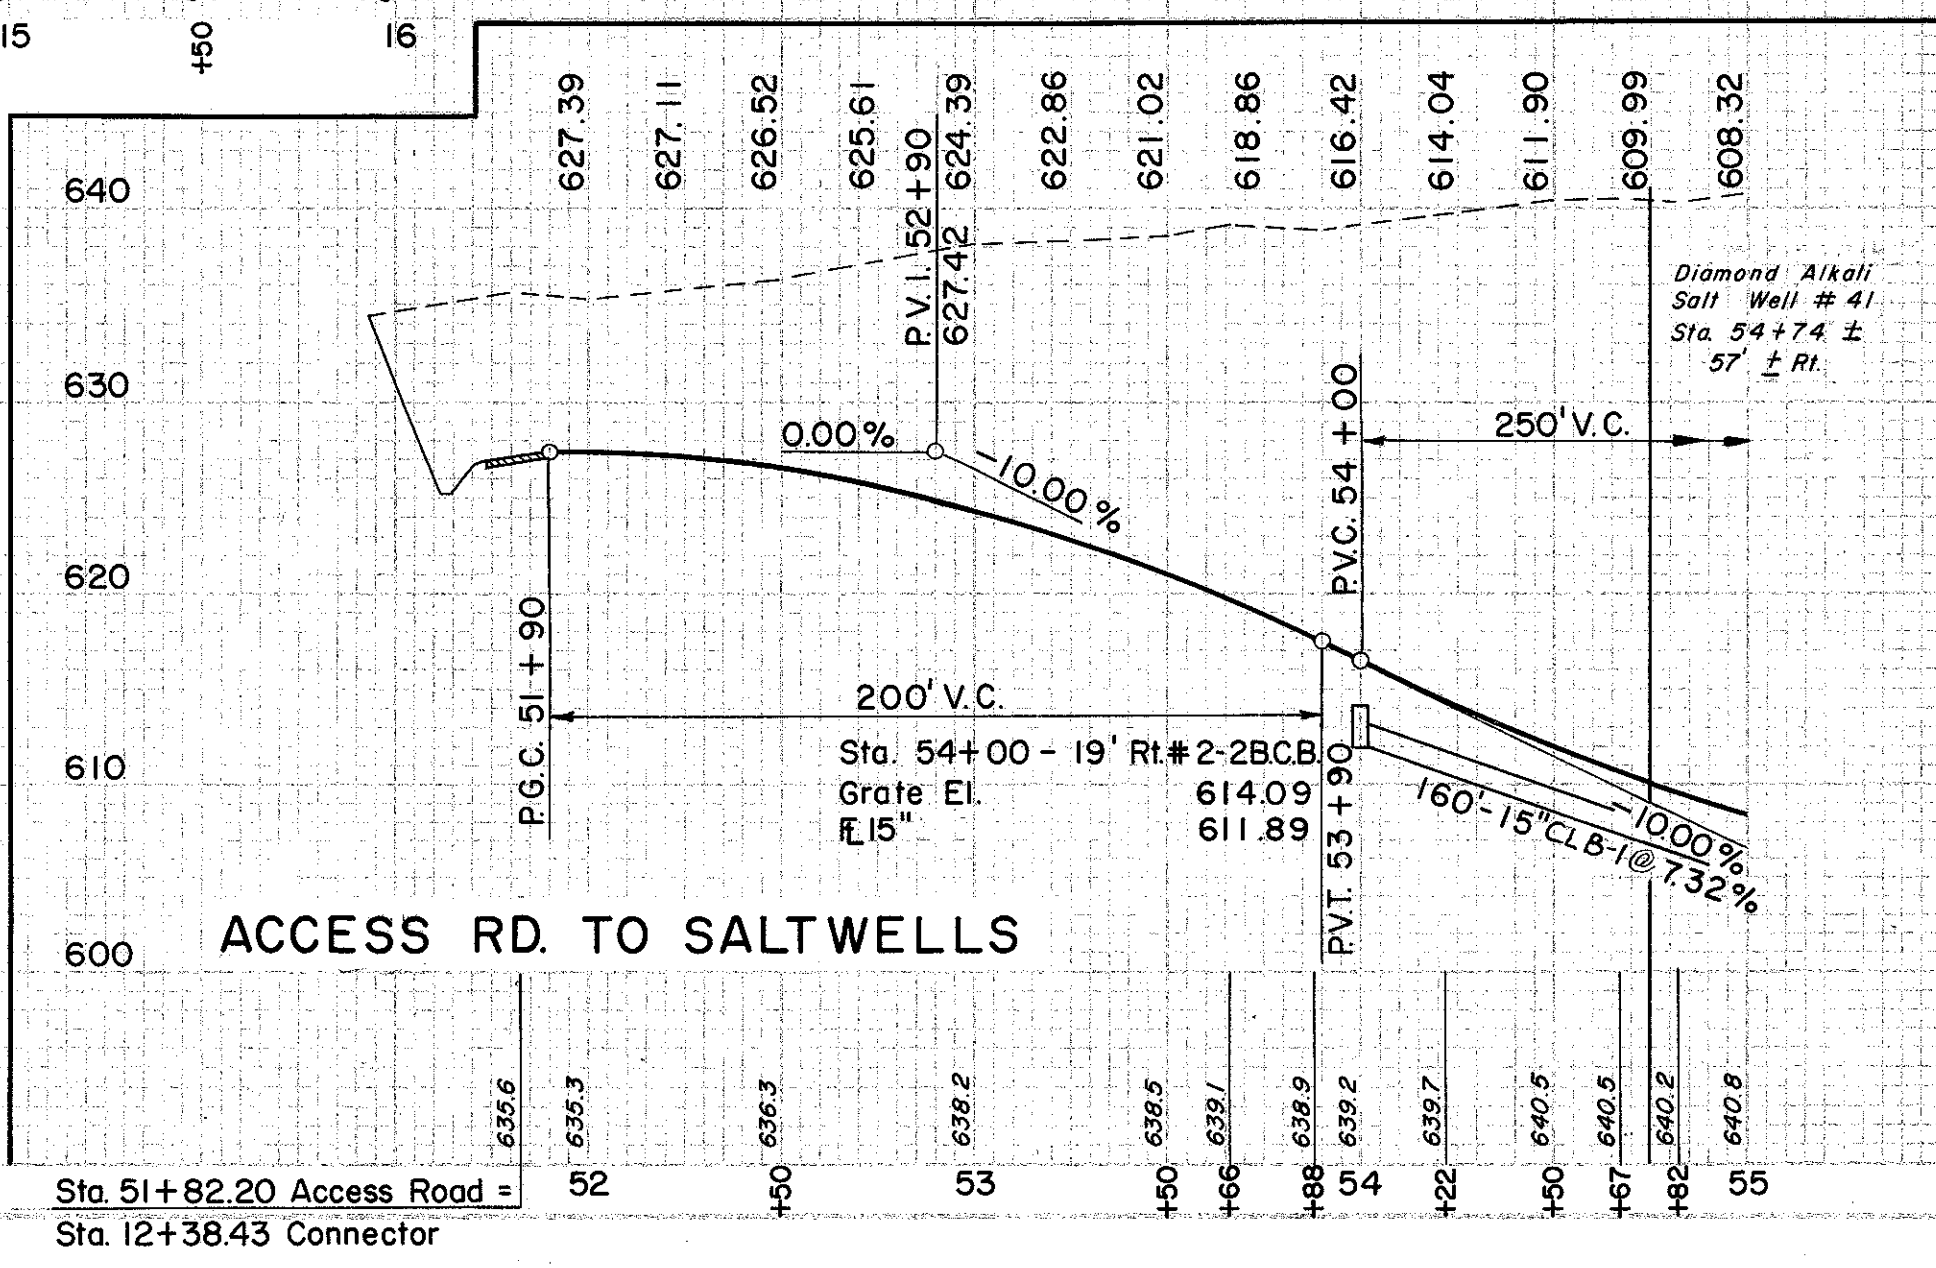 15 +50 16
627.39 627.11 626.52 625.61 624.39 622.86 621.02 618.86 616.42 614.04 611.90 609.99 608.32
P.V.I. 52+90
627.42
640
630
620
610
600
Diamond Alkali
Salt Well # 41
Sta. 54+74 ±
57' ± Rt.
0.00%
-10.00%
250' V.C.
P.V.C. 54+00
P.G.C. 51+90
200' V.C.
P.V.T. 53+90
Sta. 54+00 - 19' Rt. # 2-2B.C.B.
Grate El. 614.09
℄ 15" 611.89
-10.00%
160'-15" CL B-1 @ 7.32%
ACCESS RD. TO SALT WELLS
635.6 635.3 636.3 638.2 638.5 639.1 638.9 639.2 639.7 640.5 640.5 640.2 640.8
52 +50 53 +50 +66 +88 54 +22 +50 +67 +82 55
Sta. 51+82.20 Access Road =
Sta. 12+38.43 Connector